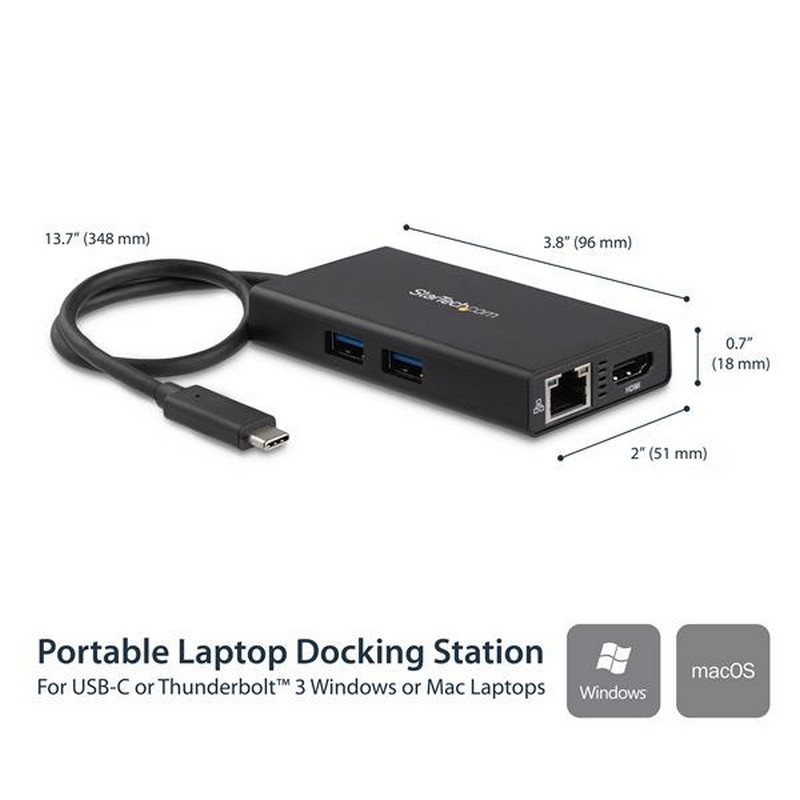 13.7" (348 mm)
3.8" (96 mm)
StarTech.com
0.7"
(18 mm)
HDMI
2" (51 mm)
Portable Laptop Docking Station
For USB-C or Thunderbolt™ 3 Windows or Mac Laptops
Windows
macOS